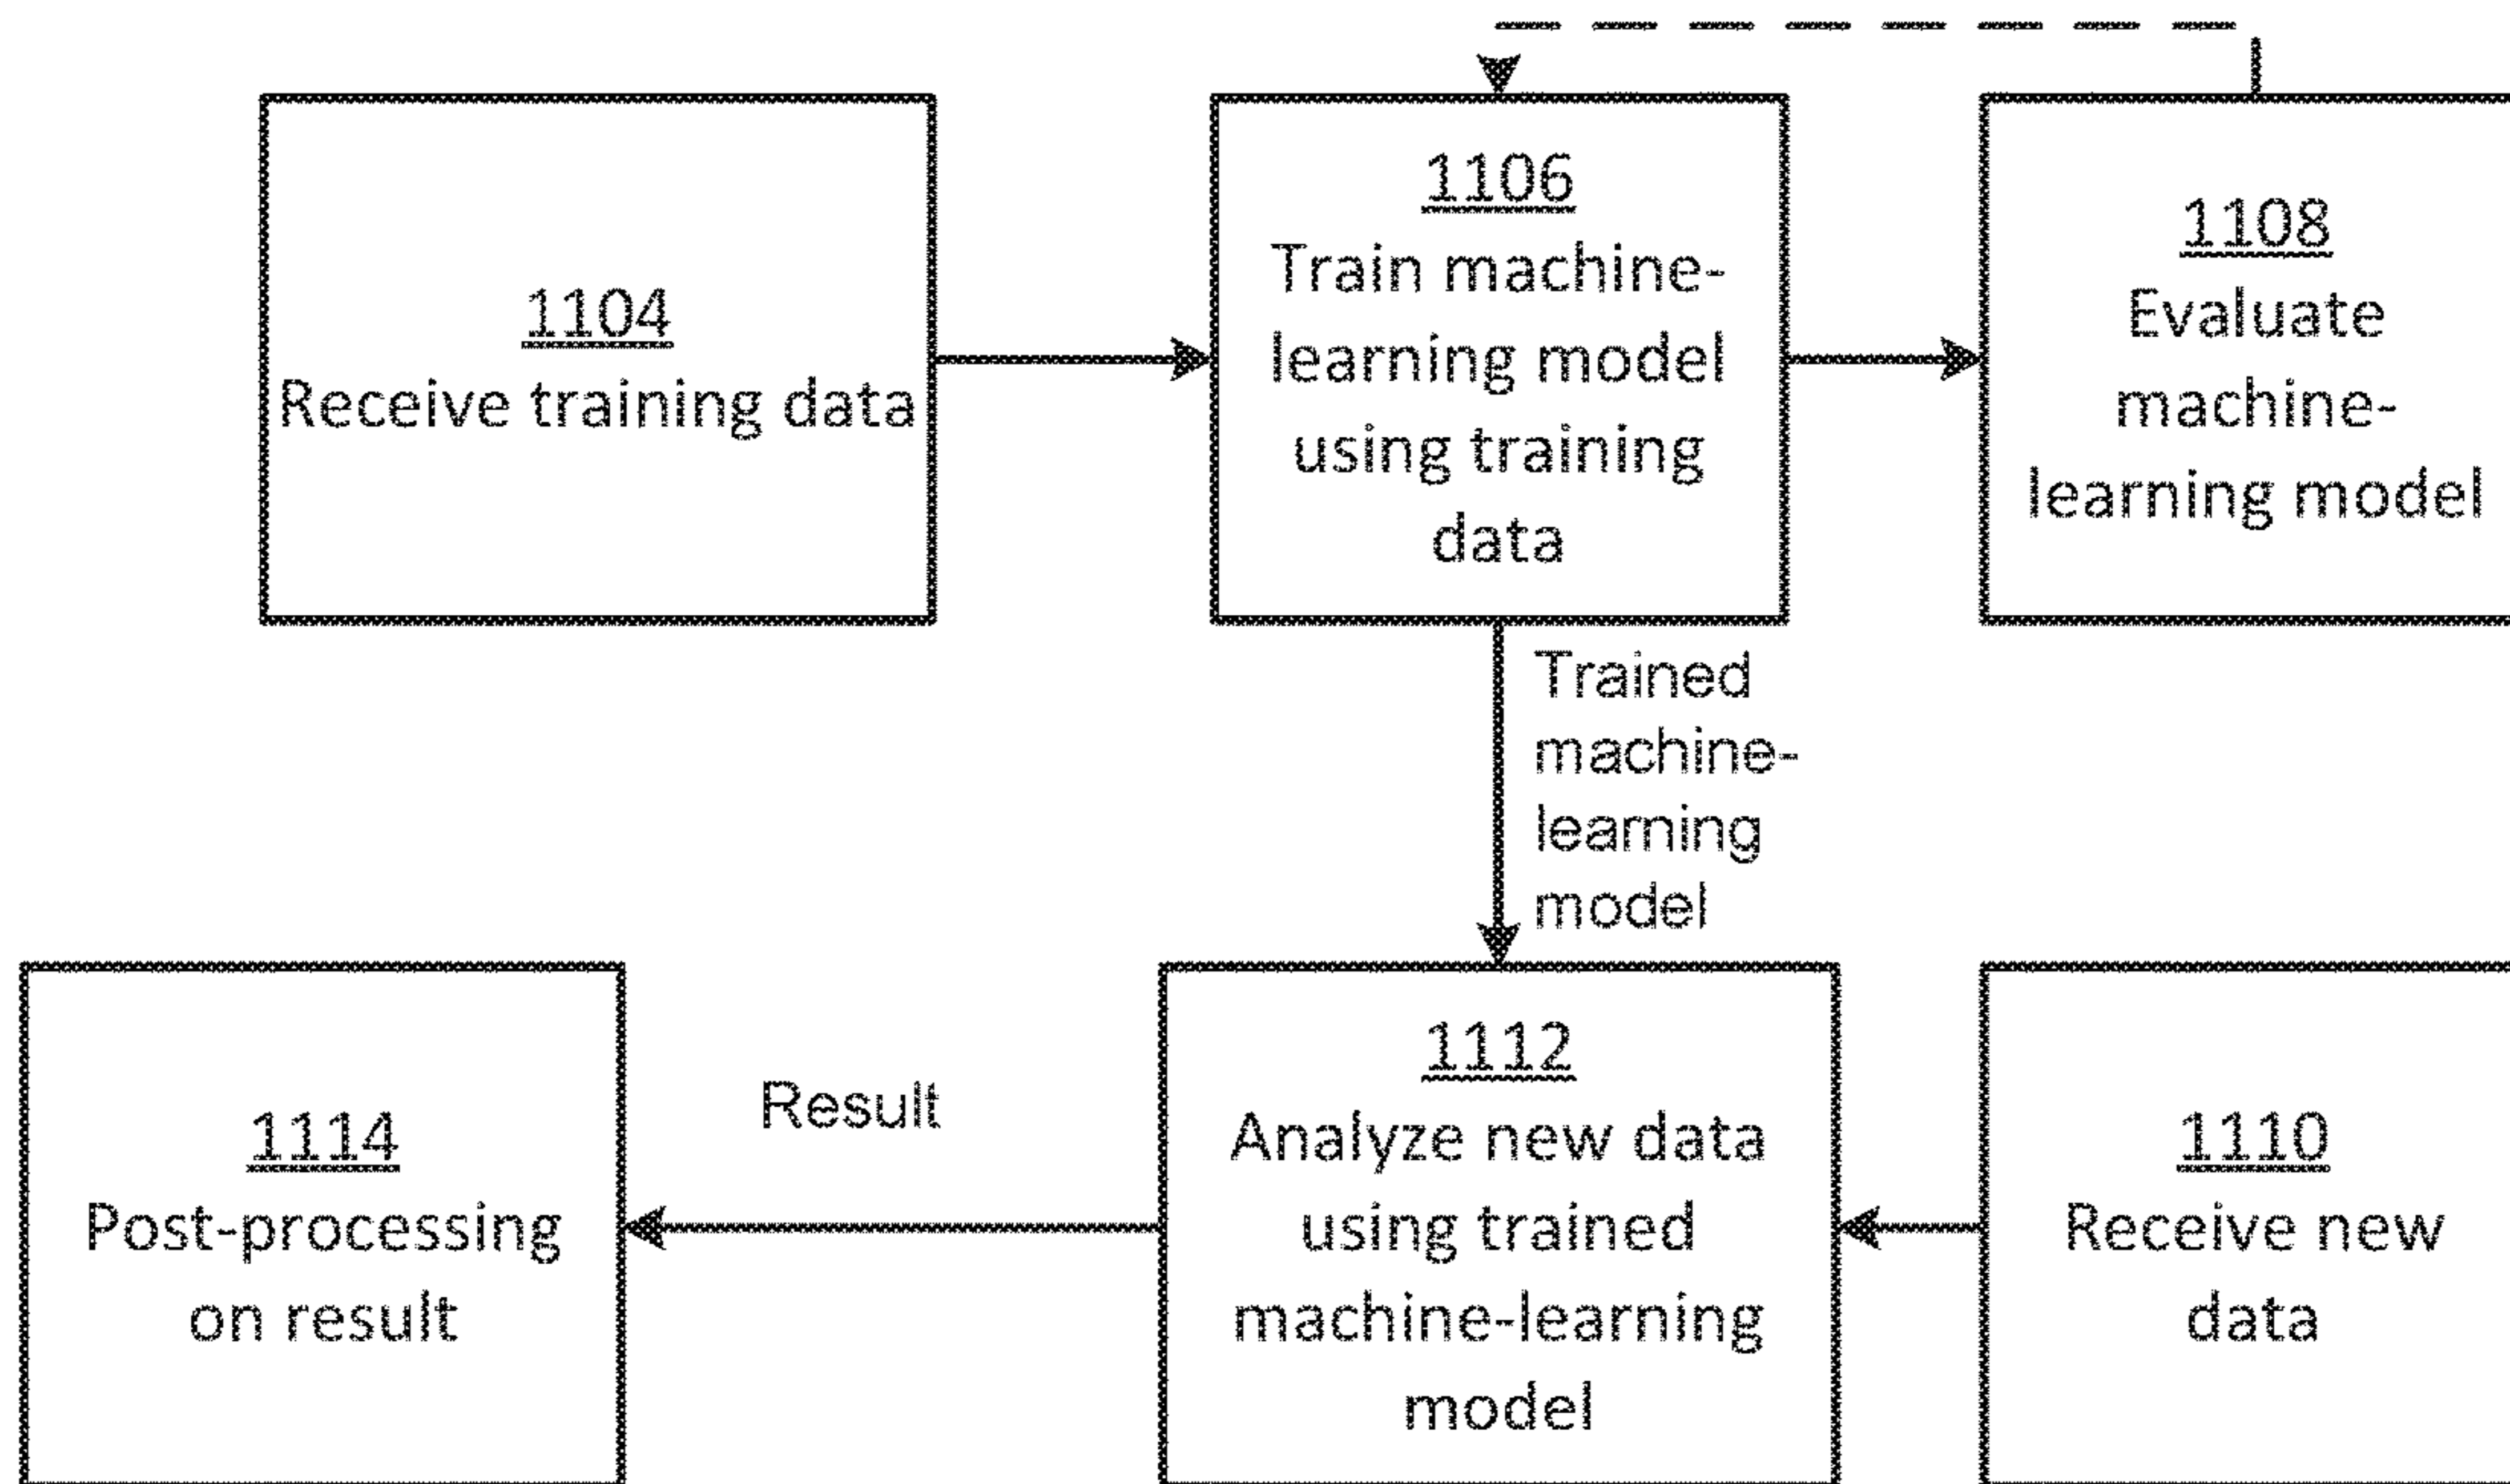 1104
Receive training data
1106
Train machine-
learning model
using training
data
1108
Evaluate
machine-
learning model
Trained
machine-
learning
model
1114
Post-processing
on result
Result
1112
Analyze new data
using trained
machine-learning
model
1110
Receive new
data